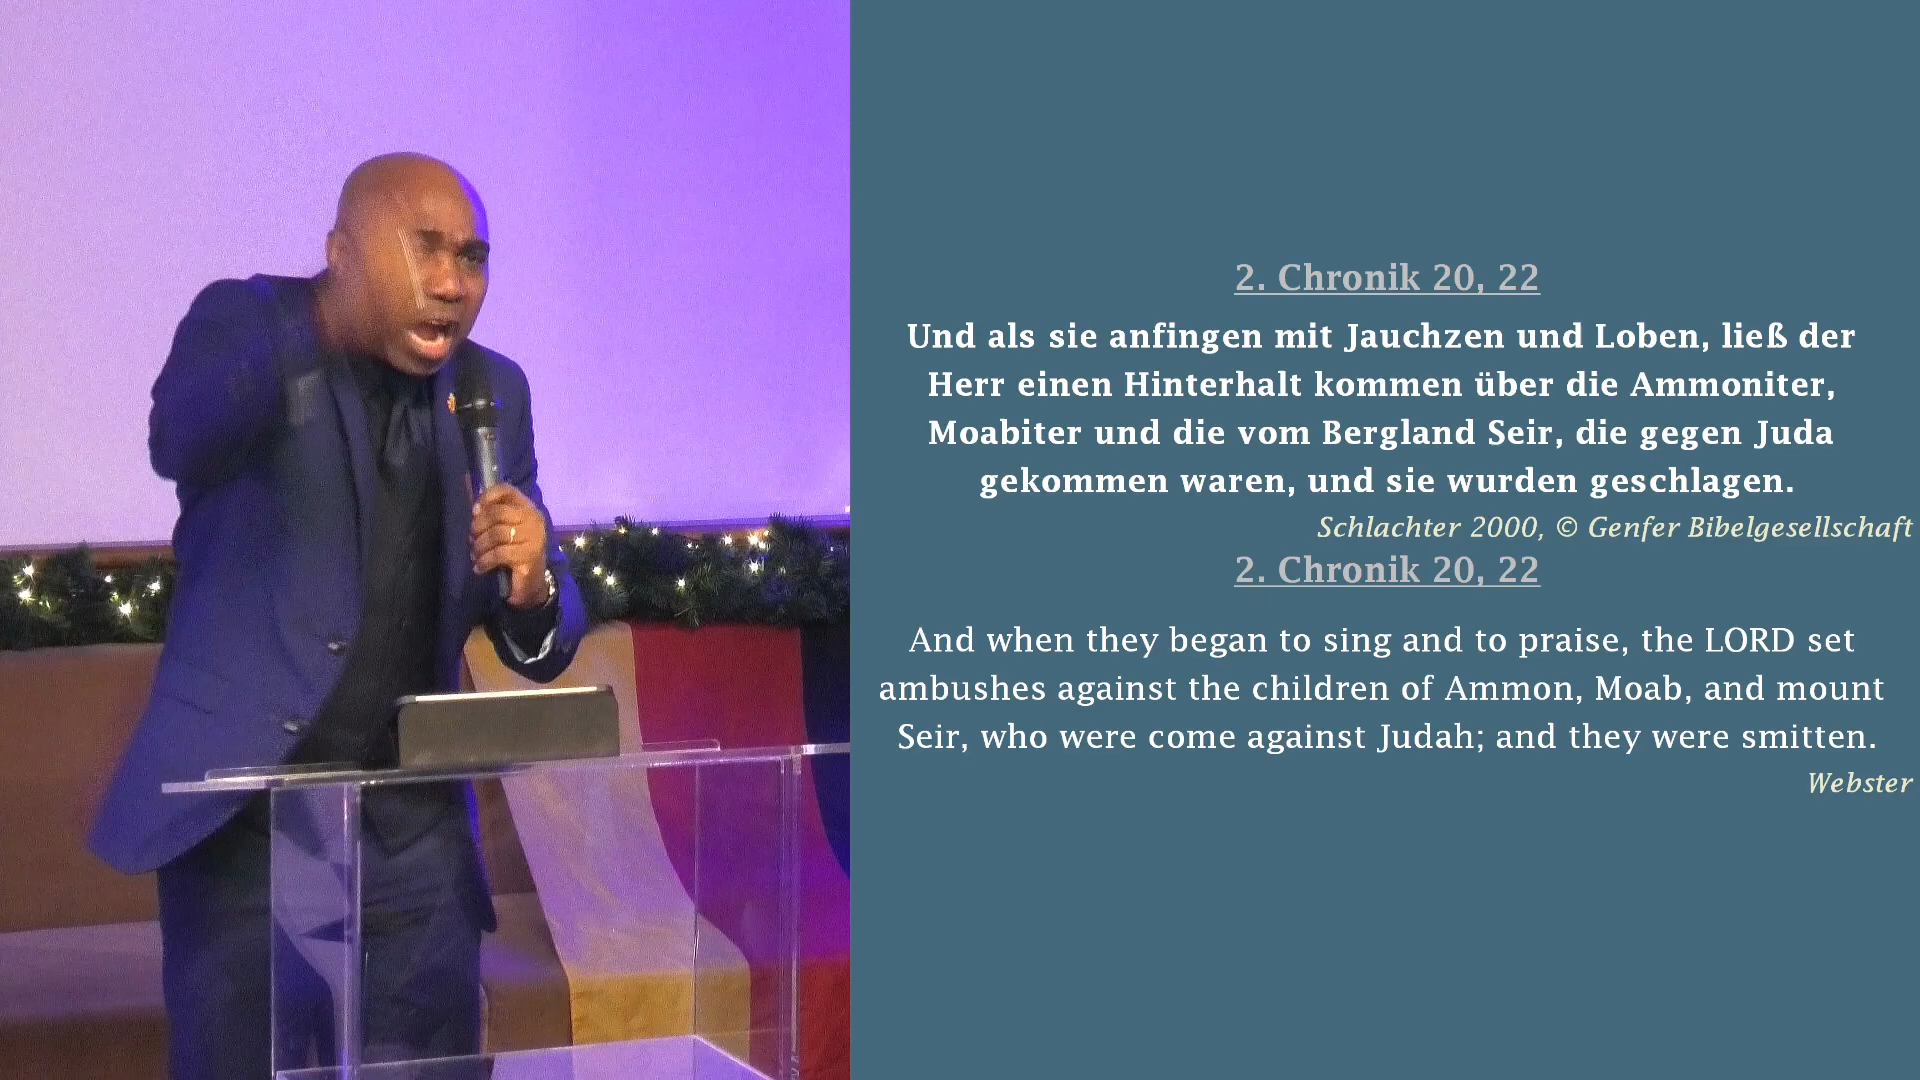 2. Chronik 20, 22
Und als sie anfingen mit Jauchzen und Loben, ließ der
Herr einen Hinterhalt kommen über die Ammoniter,
Moabiter und die vom Bergland Seir, die gegen Juda
gekommen waren, und sie wurden geschlagen.
Schlachter 2000, © Genfer Bibelgesellschaft
2. Chronik 20, 22
And when they began to sing and to praise, the LORD set
ambushes against the children of Ammon, Moab, and mount
Seir, who were come against Judah; and they were smitten.
Webster